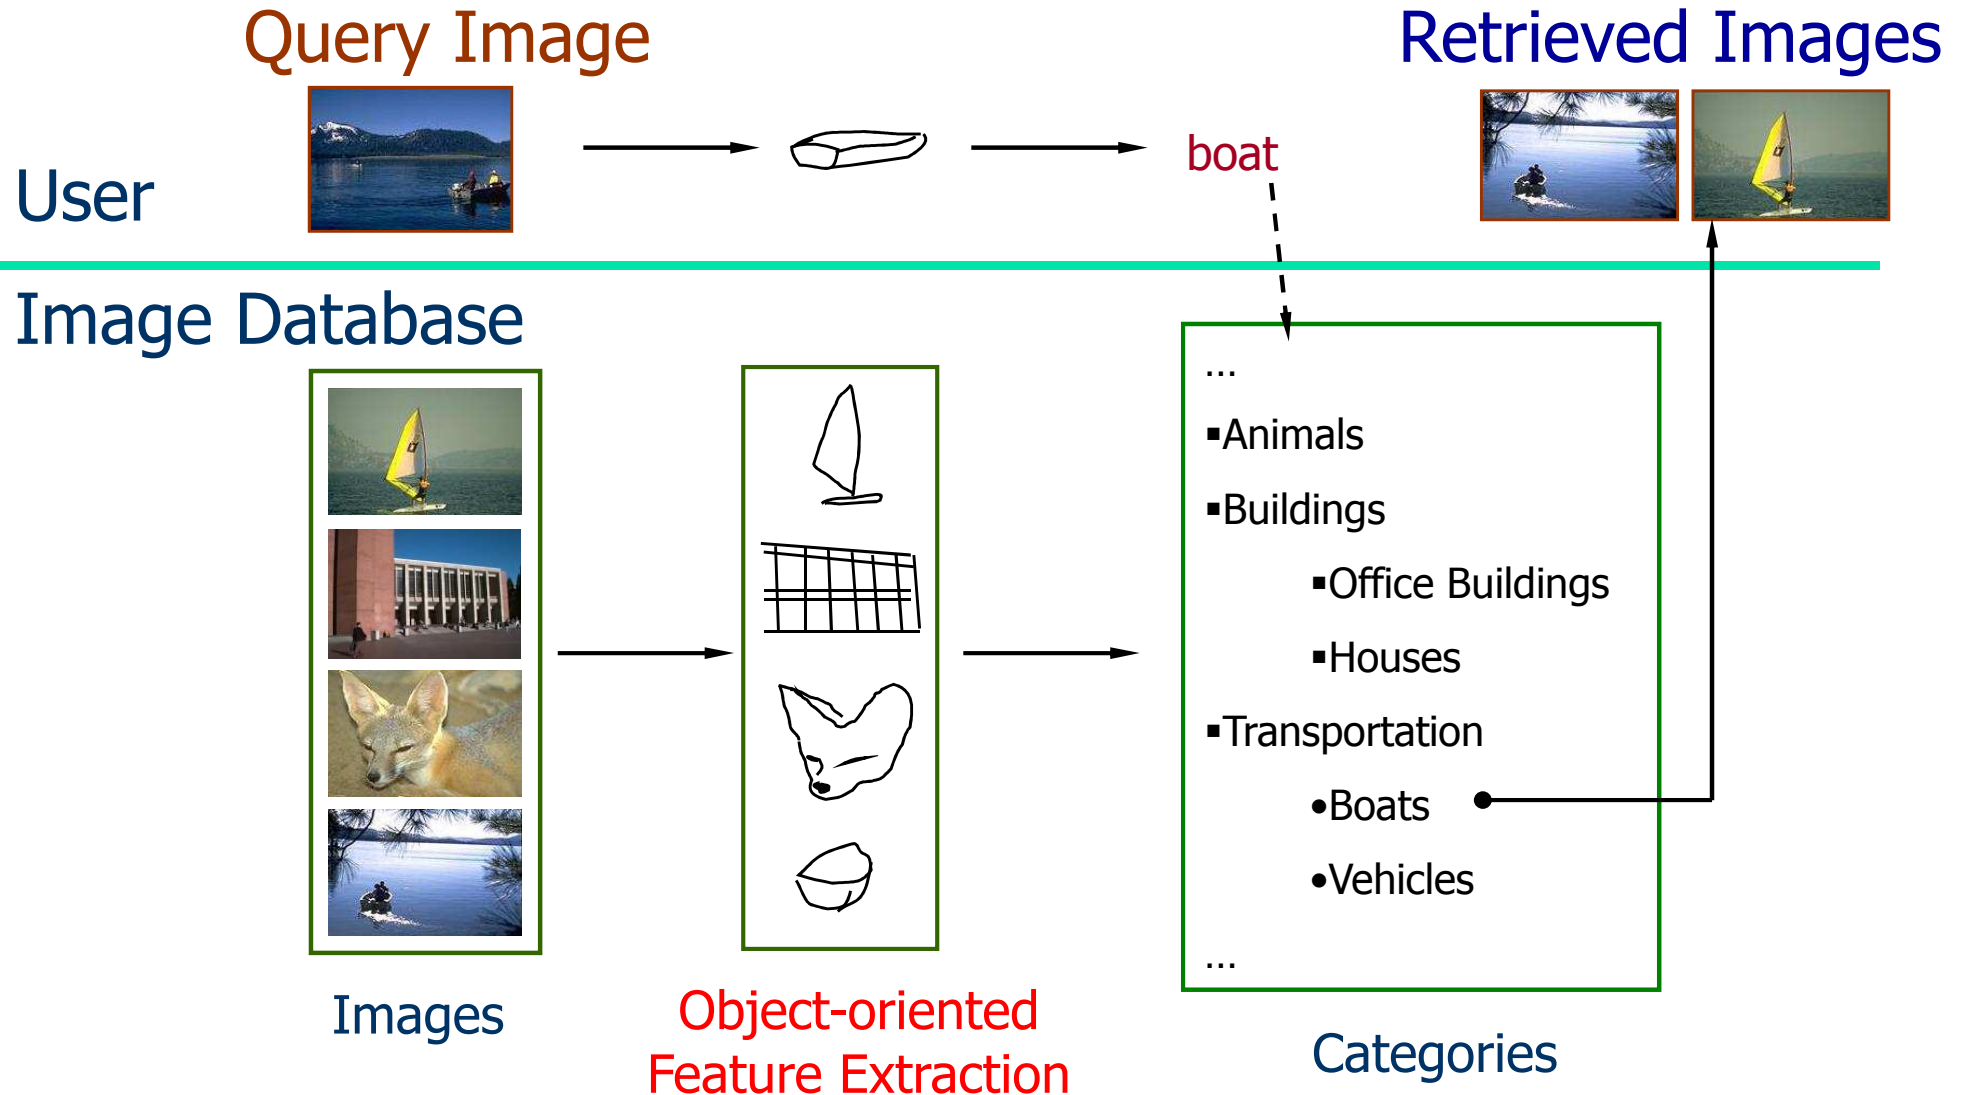 Query Image
Retrieved Images
boat
User
Image Database
...
▪Animals
▪Buildings
▪Office Buildings
▪Houses
▪Transportation
•Boats
•Vehicles
...
Images
Object-oriented
Feature Extraction
Categories